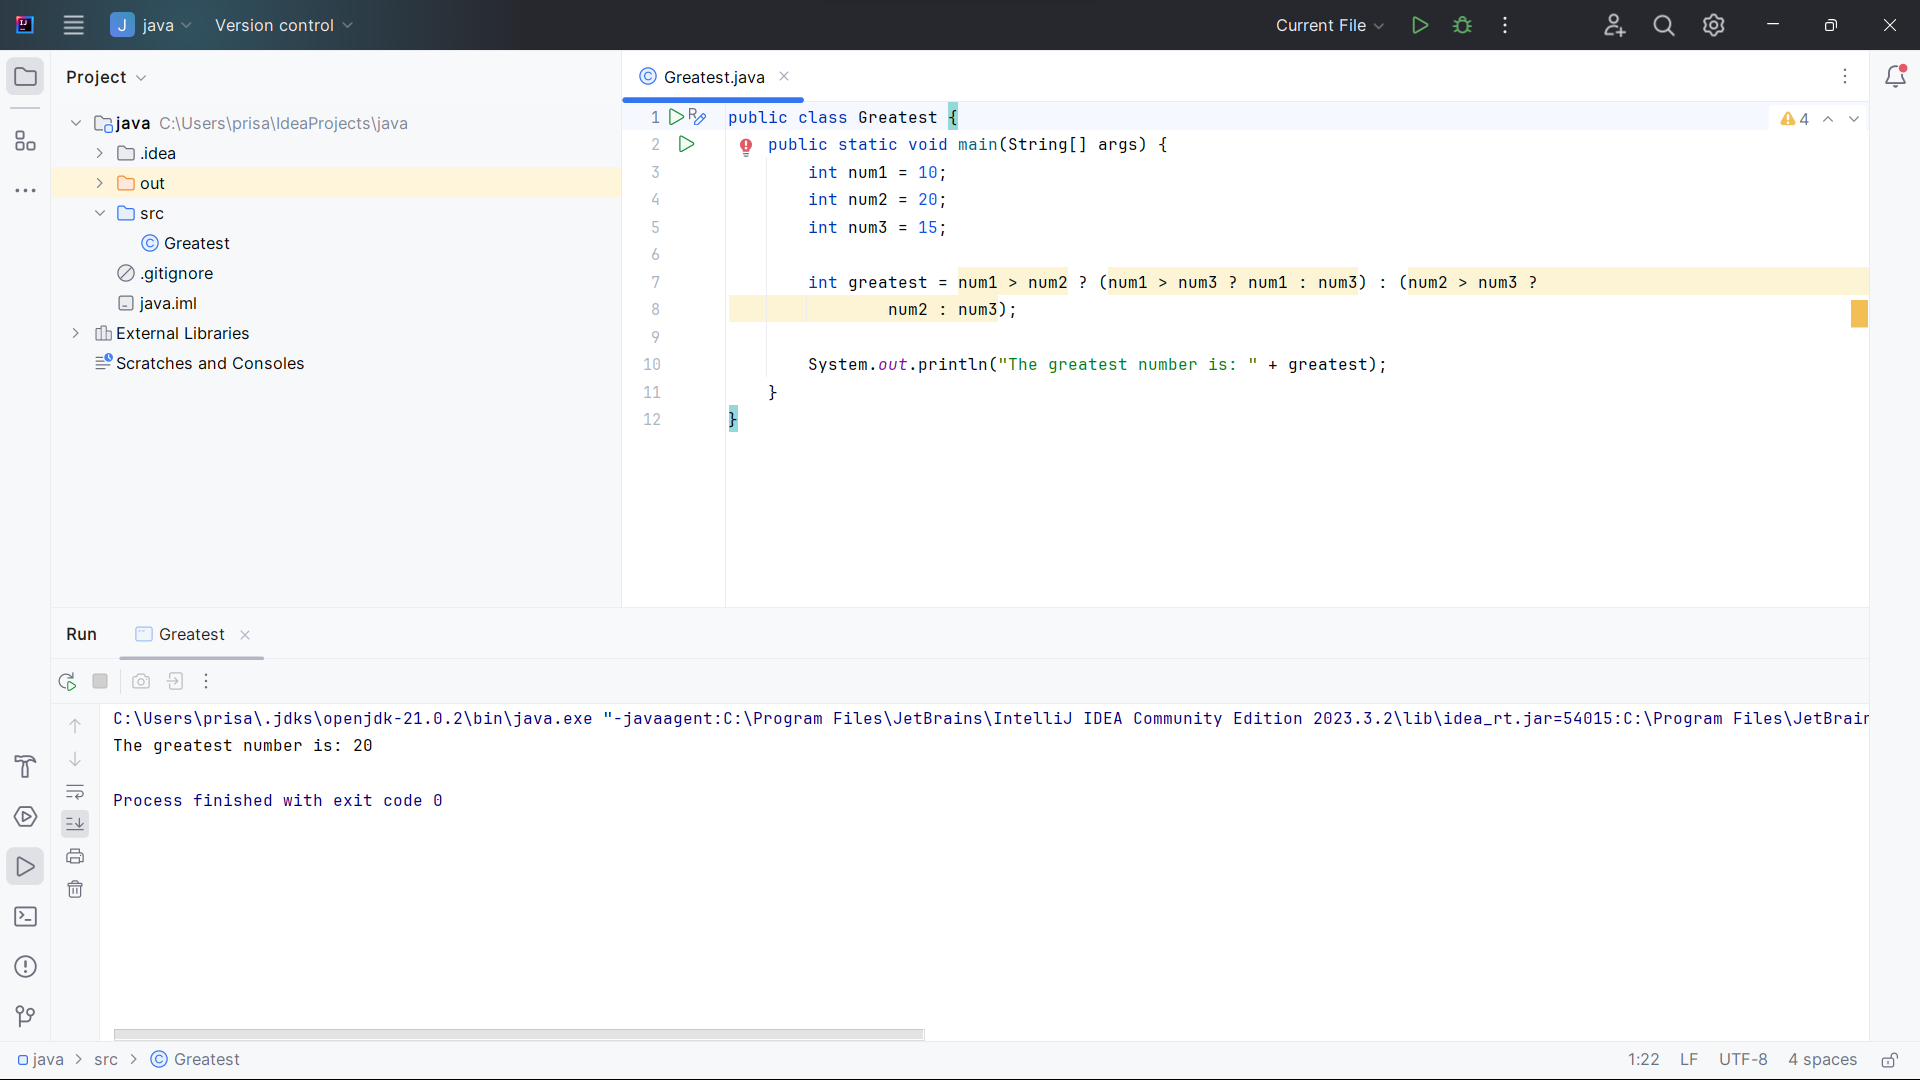 J java Version control Current File
Project
java C:\Users\prisa\IdeaProjects\java
.idea
out
src
Greatest
.gitignore
java.iml
External Libraries
Scratches and Consoles
Greatest.java
4
1 public class Greatest {
2 public static void main(String[] args) {
3 int num1 = 10;
4 int num2 = 20;
5 int num3 = 15;
6
7 int greatest = num1 > num2 ? (num1 > num3 ? num1 : num3) : (num2 > num3 ?
8 num2 : num3);
9
10 System.out.println("The greatest number is: " + greatest);
11 }
12 }
Run Greatest
C:\Users\prisa\.jdks\openjdk-21.0.2\bin\java.exe "-javaagent:C:\Program Files\JetBrains\IntelliJ IDEA Community Edition 2023.3.2\lib\idea_rt.jar=54015:C:\Program Files\JetBrain
The greatest number is: 20
Process finished with exit code 0
java > src > Greatest 1:22 LF UTF-8 4 spaces